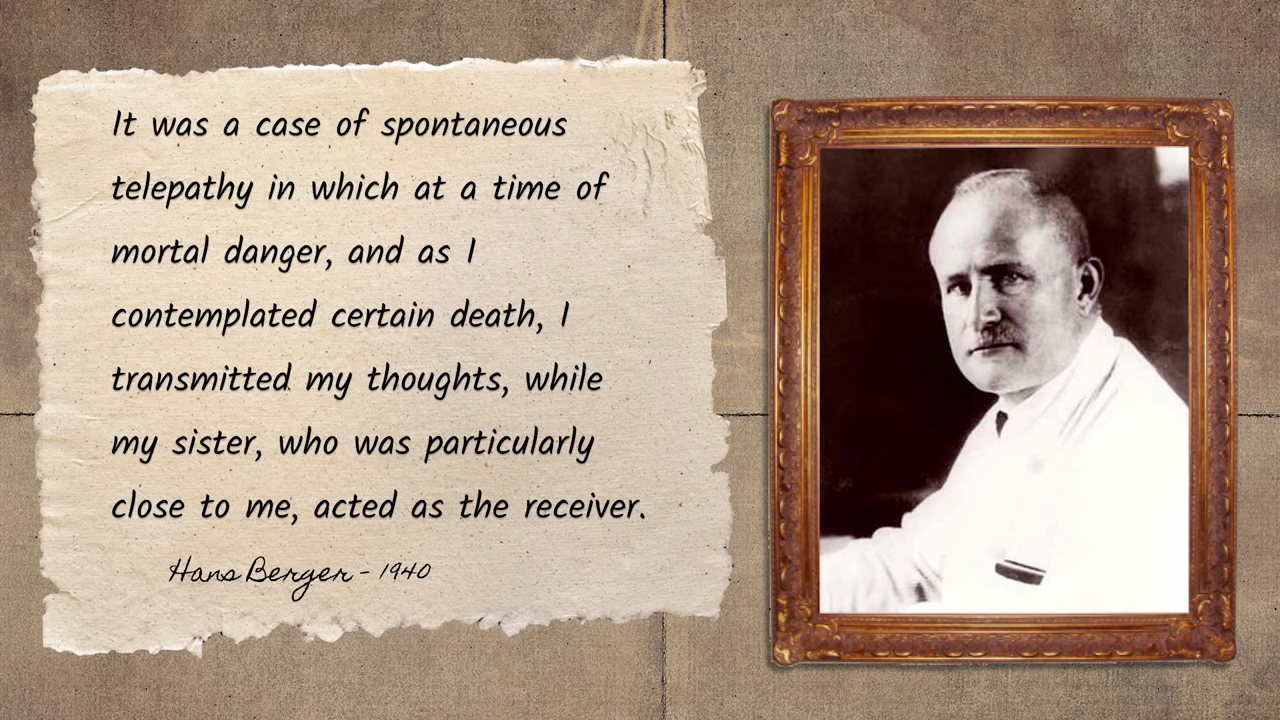 It was a case of spontaneous
telepathy in which at a time of
mortal danger, and as I
contemplated certain death, I
transmitted my thoughts, while
my sister, who was particularly
close to me, acted as the receiver.
Hans Berger - 1940